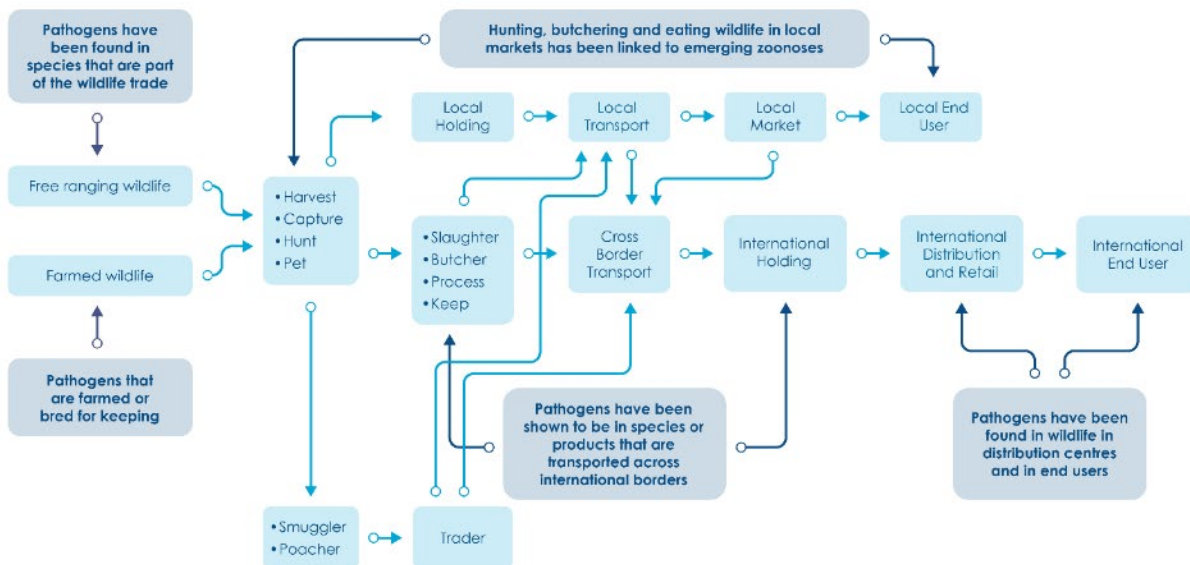 Pathogens have
been found in
species that are part
of the wildlife trade
Hunting, butchering and eating wildlife in local
markets has been linked to emerging zoonoses
Local
Holding
Local
Transport
Local
Market
Local End
User
Free ranging wildlife
Farmed wildlife
• Harvest
• Capture
• Hunt
• Pet
• Slaughter
• Butcher
• Process
• Keep
Cross
Border
Transport
International
Holding
International
Distribution
and Retail
International
End User
Pathogens that
are farmed or
bred for keeping
Pathogens have been
shown to be in species or
products that are
transported across
international borders
Pathogens have been
found in wildlife in
distribution centres
and in end users
• Smuggler
• Poacher
Trader